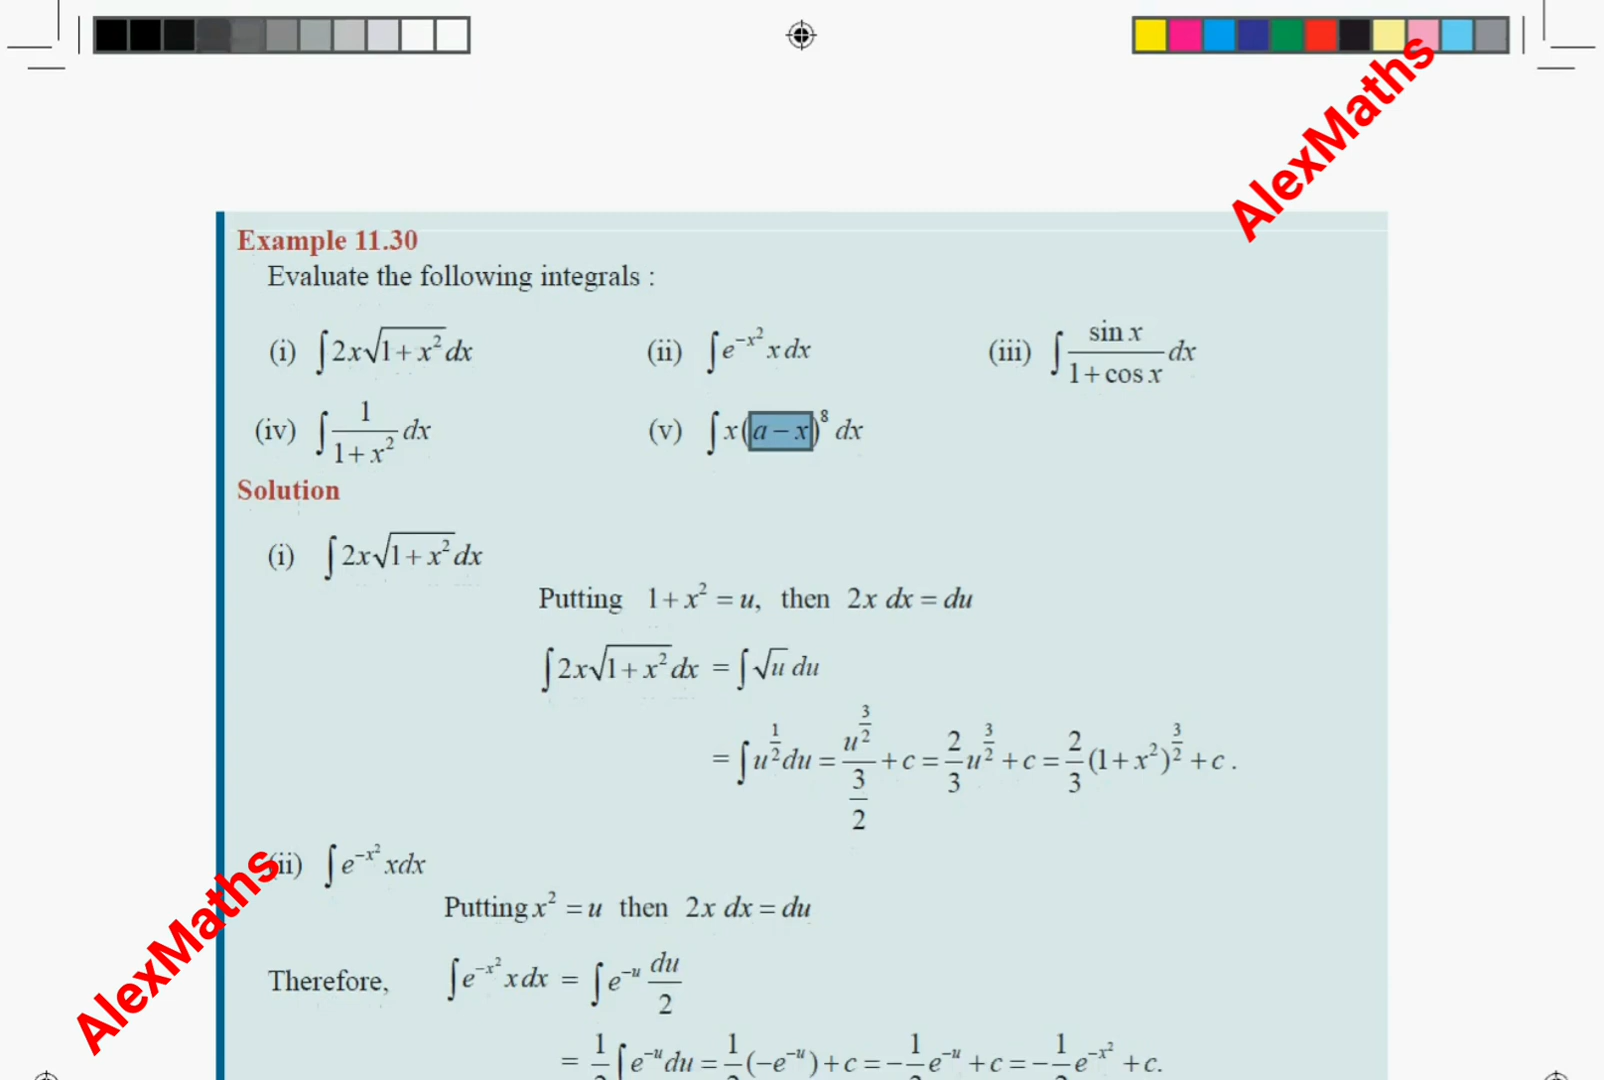 AlexMaths
Example 11.30
Evaluate the following integrals :
(i) ∫2x√(1+x²) dx (ii) ∫e^(−x²) x dx (iii) ∫ sin x / (1+cos x) dx
(iv) ∫ 1/(1+x²) dx (v) ∫x(a−x)⁸ dx
Solution
(i) ∫2x√(1+x²) dx
Putting 1+x² = u, then 2x dx = du
∫2x√(1+x²) dx = ∫√u du
= ∫u^(1/2) du = u^(3/2)/(3/2) + c = 2/3 u^(3/2) + c = 2/3 (1+x²)^(3/2) + c .
(ii) ∫e^(−x²) xdx
Putting x² = u then 2x dx = du
Therefore, ∫e^(−x²) x dx = ∫e^(−u) du/2
= 1/2 ∫e^(−u) du = 1/2 (−e^(−u)) + c = −1/2 e^(−u) + c = −1/2 e^(−x²) + c.
AlexMaths